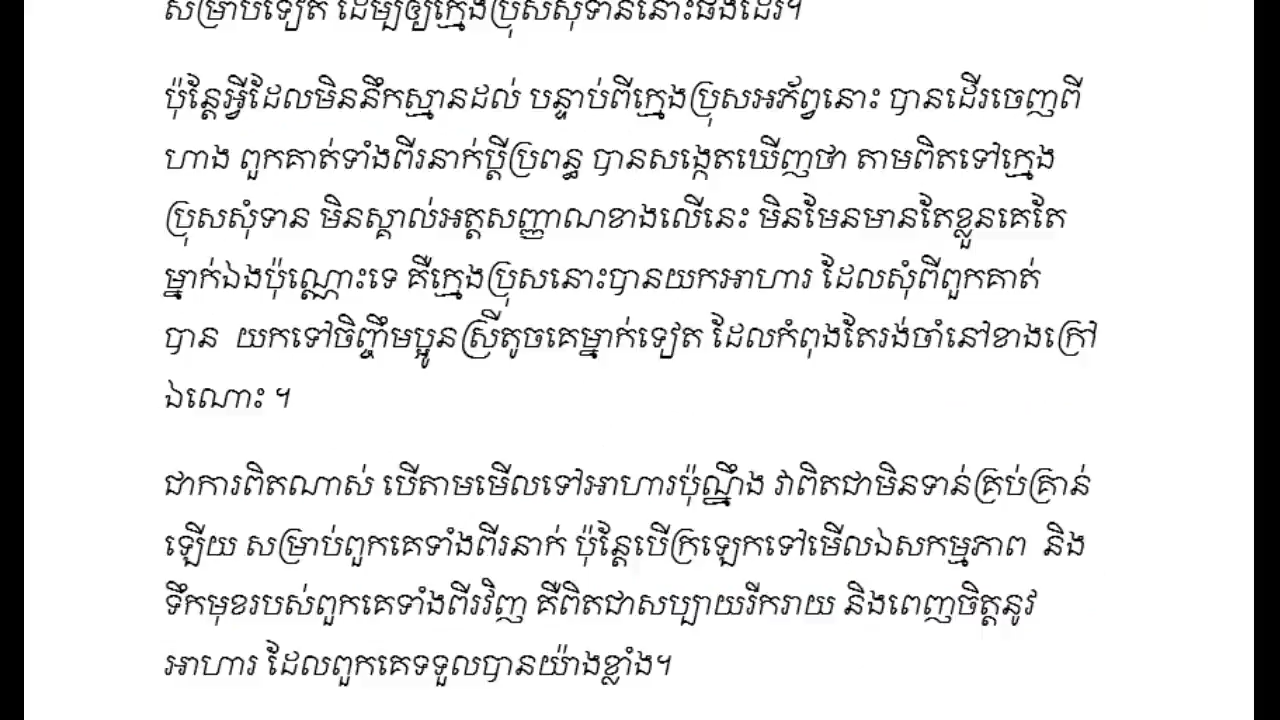 សម្រាប់ទៀត ដើម្បីឲ្យក្មេងប្រុសសុំទាននោះផងដែរ។
ប៉ុន្តែអ្វីដែលមិននឹកស្មានដល់ បន្ទាប់ពីក្មេងប្រុសអភ័ព្វនោះ បានដើរចេញពី
ហាង ពួកគាត់ទាំងពីរនាក់ប្តីប្រពន្ធ បានសង្កេតឃើញថា តាមពិតទៅក្មេង
ប្រុសសុំទាន មិនស្គាល់អត្តសញ្ញាណខាងលើនេះ មិនមែនមានតែខ្លួនគេតែ
ម្នាក់ឯងប៉ុណ្ណោះទេ គឺក្មេងប្រុសនោះបានយកអាហារ ដែលសុំពីពួកគាត់
បាន យកទៅចិញ្ចឹមប្អូនស្រីតូចគេម្នាក់ទៀត ដែលកំពុងតែរង់ចាំនៅខាងក្រៅ
ឯណោះ ។
ជាការពិតណាស់ បើតាមមើលទៅអាហារប៉ុណ្ណឹង វាពិតជាមិនទាន់គ្រប់គ្រាន់
ឡើយ សម្រាប់ពួកគេទាំងពីរនាក់ ប៉ុន្តែបើក្រឡេកទៅមើលឯសកម្មភាព និង
ទឹកមុខរបស់ពួកគេទាំងពីរវិញ គឺពិតជាសប្បាយរីករាយ និងពេញចិត្តនូវ
អាហារ ដែលពួកគេទទួលបានយ៉ាងខ្លាំង។